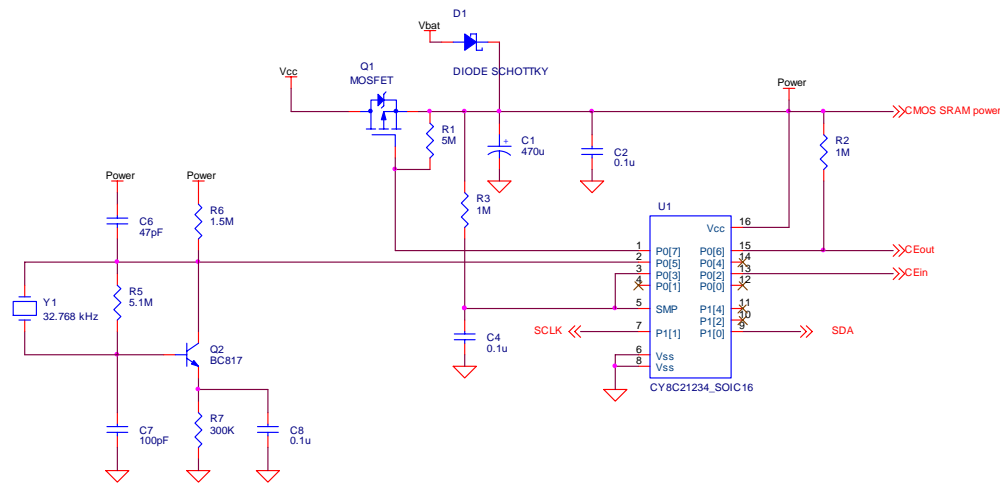 D1
Vbat
DIODE SCHOTTKY
Q1
MOSFET
Vcc
Power
CMOS SRAM power
R1
5M
C1
470u
+
C2
0.1u
R2
1M
Power
Power
C6
47pF
R6
1.5M
R3
1M
U1
Vcc
16
1
P0[7]
P0[6]
15
CEout
2
P0[5]
P0[4]
14
3
P0[3]
P0[2]
13
CEin
4
P0[1]
P0[0]
12
Y1
32.768 kHz
R5
5.1M
5
SMP
P1[4]
11
P1[2]
10
SCLK
7
P1[1]
P1[0]
9
SDA
C4
0.1u
Q2
BC817
6
Vss
8
Vss
CY8C21234_SOIC16
C7
100pF
R7
300K
C8
0.1u